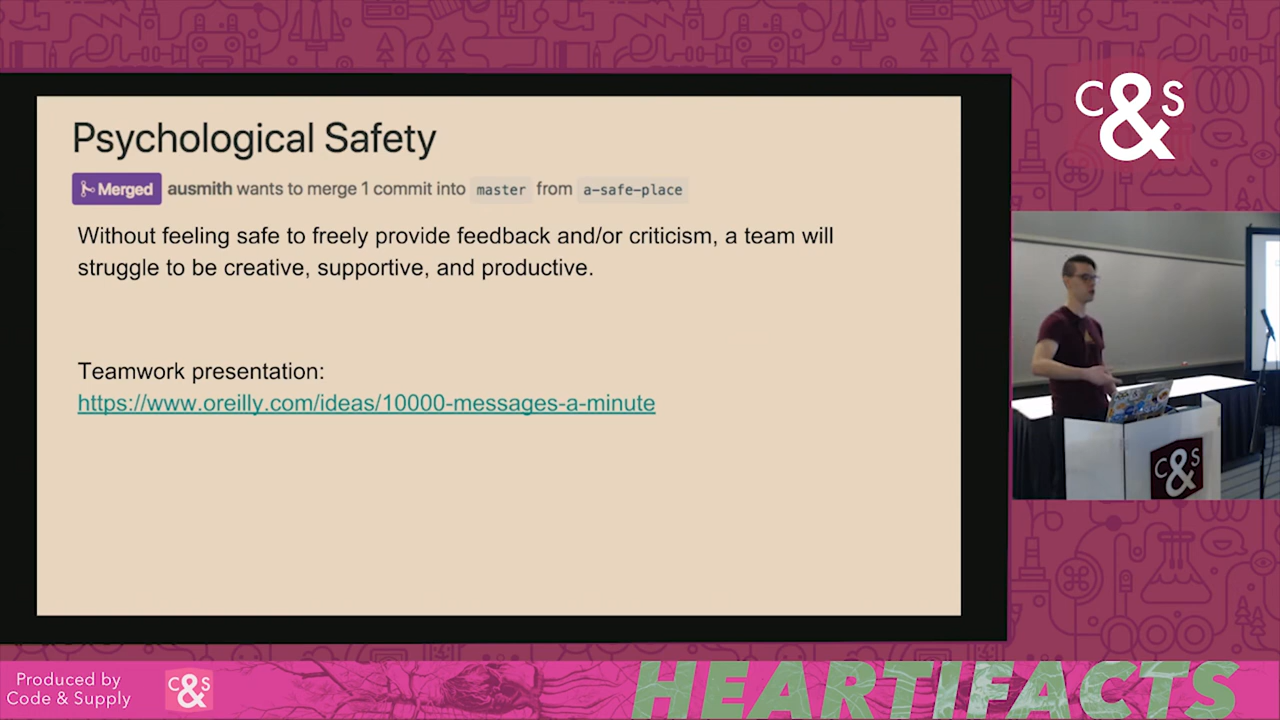 Psychological Safety
Merged ausmith wants to merge 1 commit into master from a-safe-place
Without feeling safe to freely provide feedback and/or criticism, a team will
struggle to be creative, supportive, and productive.
Teamwork presentation:
https://www.oreilly.com/ideas/10000-messages-a-minute
C&S
C&S
Produced by
Code & Supply
C&S
HEARTIFACTS